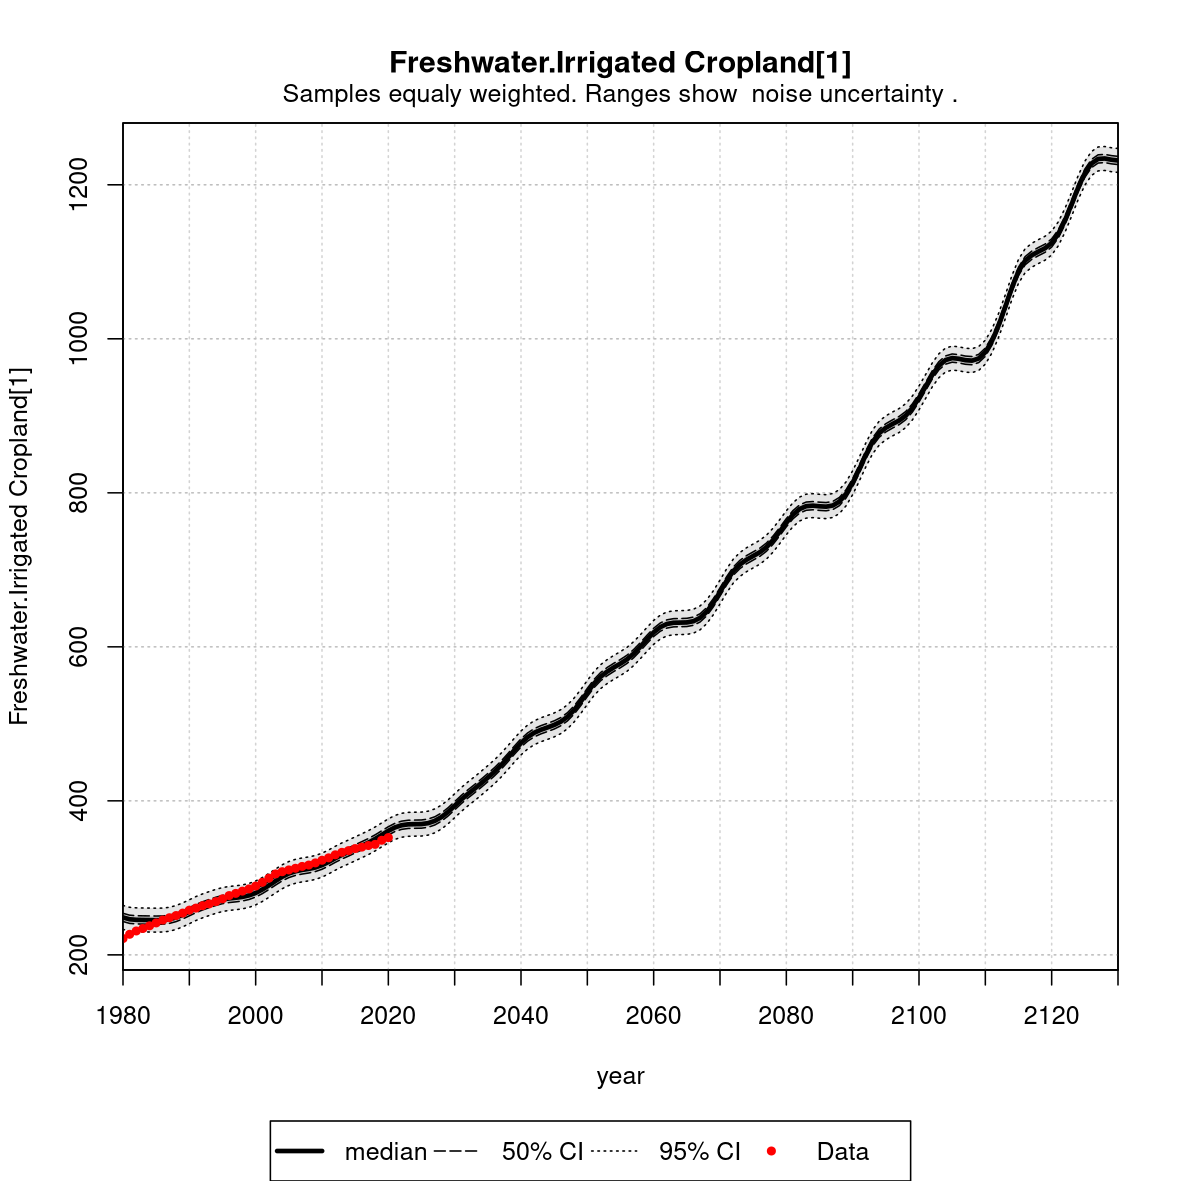 Freshwater.Irrigated Cropland[1]
Samples equaly weighted. Ranges show  noise uncertainty .
Freshwater.Irrigated Cropland[1]
1200
1000
800
600
400
200
1980 2000 2020 2040 2060 2080 2100 2120
year
median 50% CI 95% CI Data